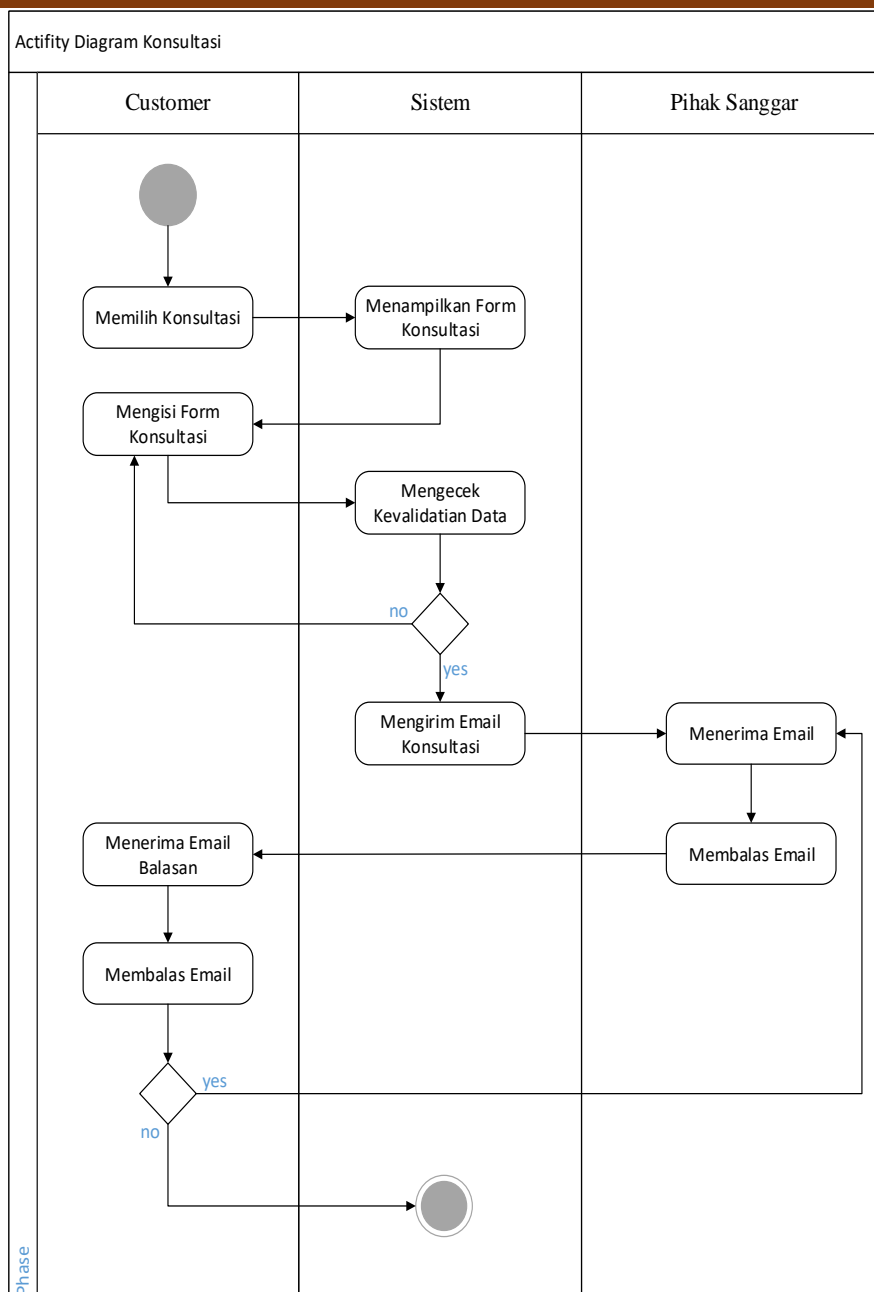 Actifity Diagram Konsultasi
Customer
Sistem
Pihak Sanggar
Memilih Konsultasi
Menampilkan Form
Konsultasi
Mengisi Form
Konsultasi
Mengecek
Kevalidatian Data
no
yes
Mengirim Email
Konsultasi
Menerima Email
Menerima Email
Balasan
Membalas Email
Membalas Email
yes
no
Phase